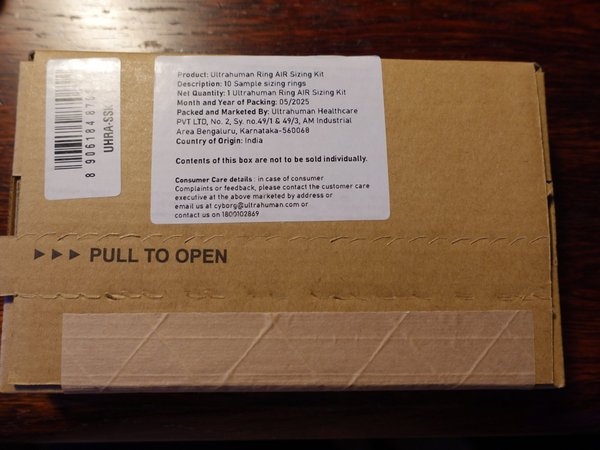 Product: Ultrahuman Ring AIR Sizing Kit
Description: 10 Sample sizing rings
Net Quantity: 1 Ultrahuman Ring AIR Sizing Kit
Month and Year of Packing: 05/2025
Packed and Marketed By: Ultrahuman Healthcare
PVT LTD, No. 2, Sy. no.49/1 & 49/3, AM Industrial
Area Bengaluru, Karnataka-560068
Country of Origin: India
Contents of this box are not to be sold individually.
Consumer Care details : in case of consumer
Complaints or feedback, please contact the customer care
executive at the above marketed by address or
email us at cyborg@ultrahuman.com or
contact us on 1800102869
UHRA-SSK
PULL TO OPEN